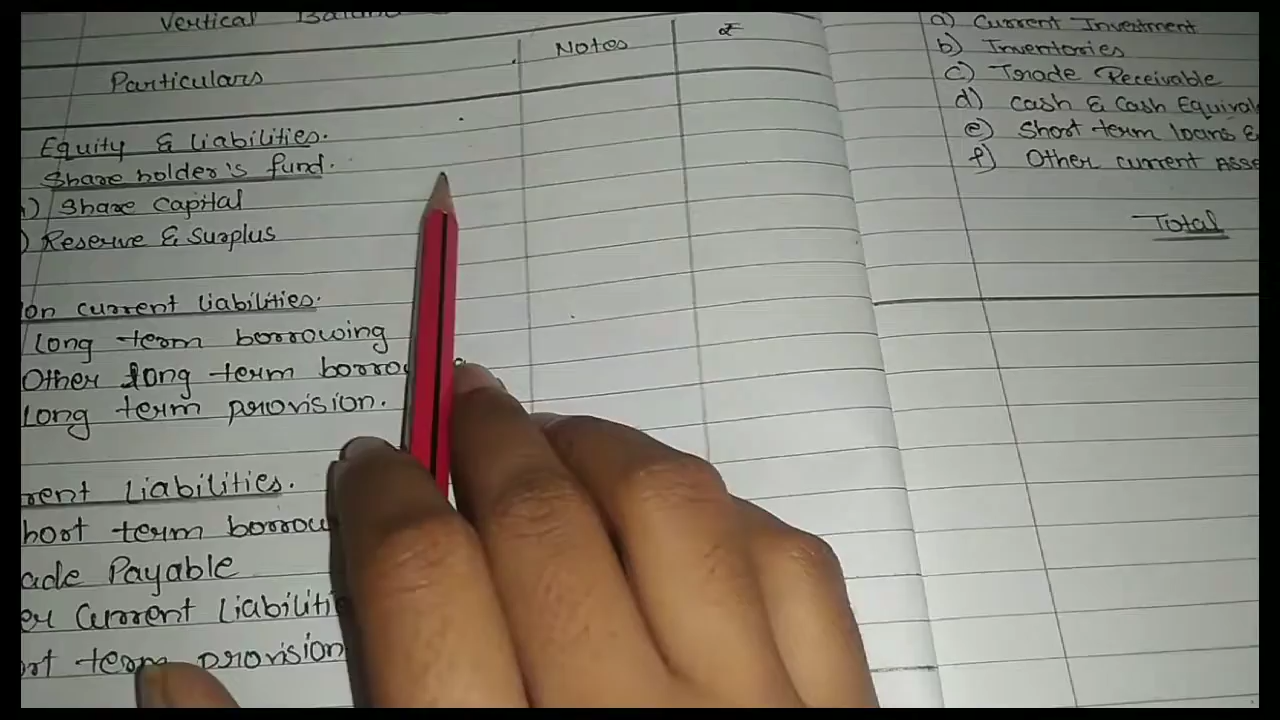 Vertical
Particulars Notes ₹
Equity & Liabilities.
Share holder's fund.
) Share Capital
) Reserve & Surplus
on current liabilities.
long term borrowing
Other long term borro
Long term provision.
rent Liabilities.
hort term borrow
ade Payable
er Current Liabiliti
ort term provision
a) Current Investment
b) Inventories
c) Trade Receivable
d) Cash & Cash Equival
e) Short term loans &
f) Other current Asse
Total